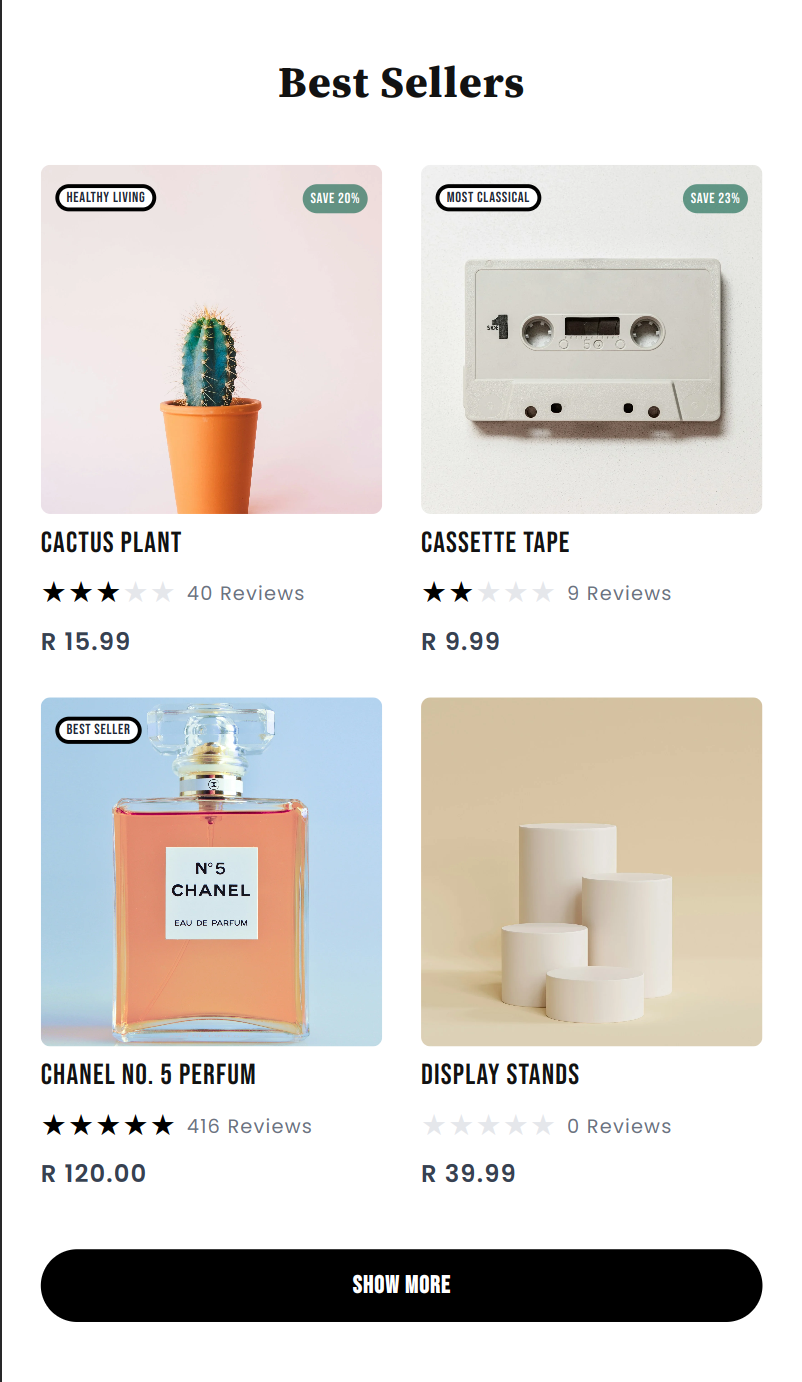 Best Sellers
HEALTHY LIVING
SAVE 20%
MOST CLASSICAL
SAVE 23%
SIDE 1
50
CACTUS PLANT
CASSETTE TAPE
★★★★★ 40 Reviews
★★★★★ 9 Reviews
R 15.99
R 9.99
BEST SELLER
N°5
CHANEL
EAU DE PARFUM
CHANEL NO. 5 PERFUM
DISPLAY STANDS
★★★★★ 416 Reviews
★★★★★ 0 Reviews
R 120.00
R 39.99
SHOW MORE